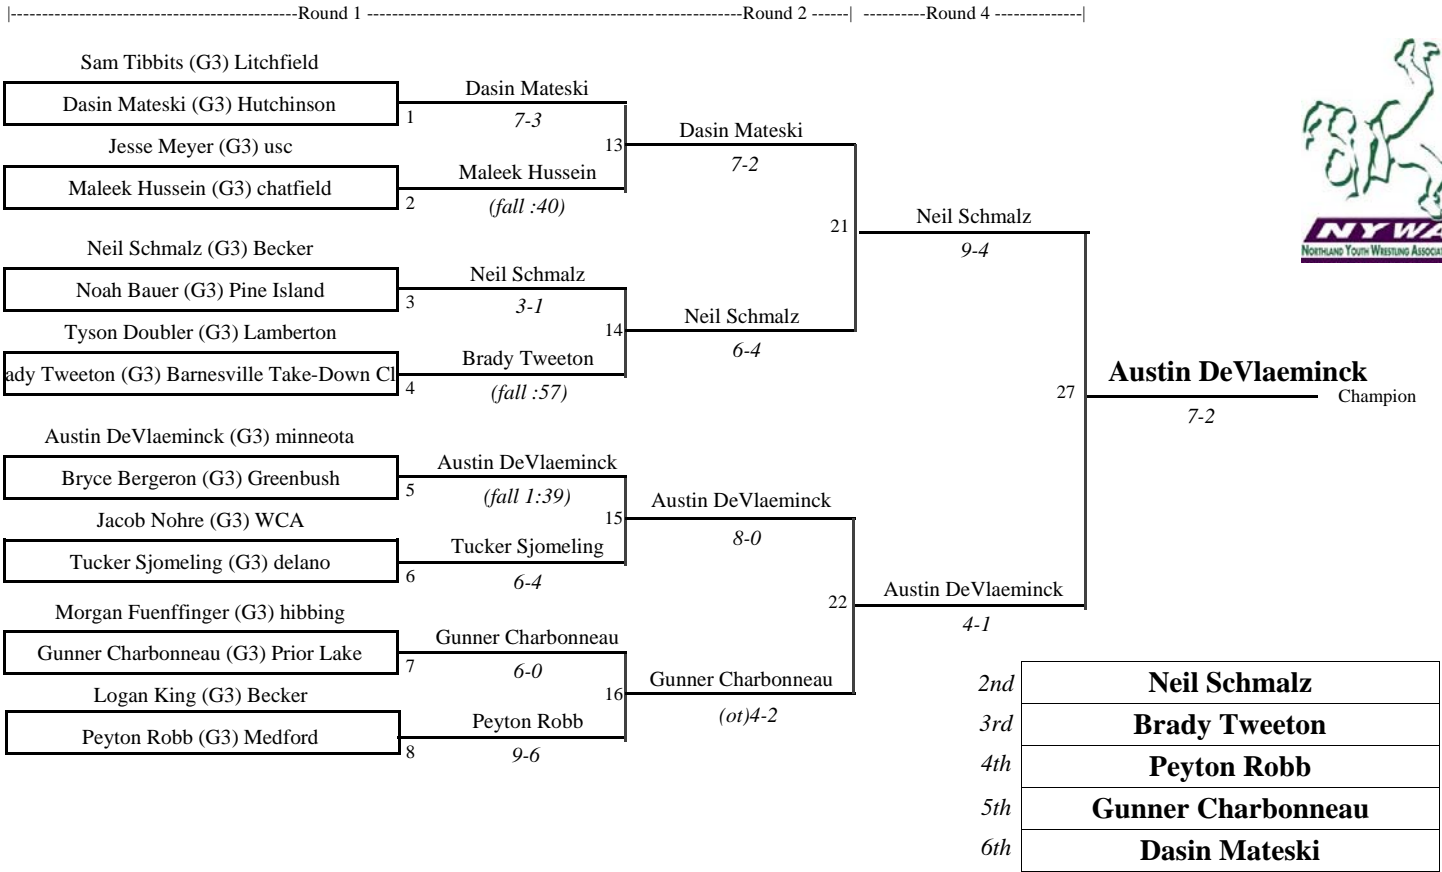 |----------------------------------------------Round 1 ------------------------------------------------------------Round 2 ------| ----------Round 4 --------------|
Sam Tibbits (G3) Litchfield
Dasin Mateski (G3) Hutchinson
1
Dasin Mateski
7-3
Jesse Meyer (G3) usc
Maleek Hussein (G3) chatfield
2
Maleek Hussein
(fall :40)
13
Dasin Mateski
7-2
Neil Schmalz (G3) Becker
Noah Bauer (G3) Pine Island
3
Neil Schmalz
3-1
Tyson Doubler (G3) Lamberton
ady Tweeton (G3) Barnesville Take-Down Cl
4
Brady Tweeton
(fall :57)
14
Neil Schmalz
6-4
21
Neil Schmalz
9-4
Austin DeVlaeminck (G3) minneota
Bryce Bergeron (G3) Greenbush
5
Austin DeVlaeminck
(fall 1:39)
Jacob Nohre (G3) WCA
Tucker Sjomeling (G3) delano
6
Tucker Sjomeling
6-4
15
Austin DeVlaeminck
8-0
Morgan Fuenffinger (G3) hibbing
Gunner Charbonneau (G3) Prior Lake
7
Gunner Charbonneau
6-0
Logan King (G3) Becker
Peyton Robb (G3) Medford
8
Peyton Robb
9-6
16
Gunner Charbonneau
(ot)4-2
22
Austin DeVlaeminck
4-1
27
Austin DeVlaeminck
Champion
7-2
NYWA
Northland Youth Wrestling Associat
2nd Neil Schmalz
3rd Brady Tweeton
4th Peyton Robb
5th Gunner Charbonneau
6th Dasin Mateski